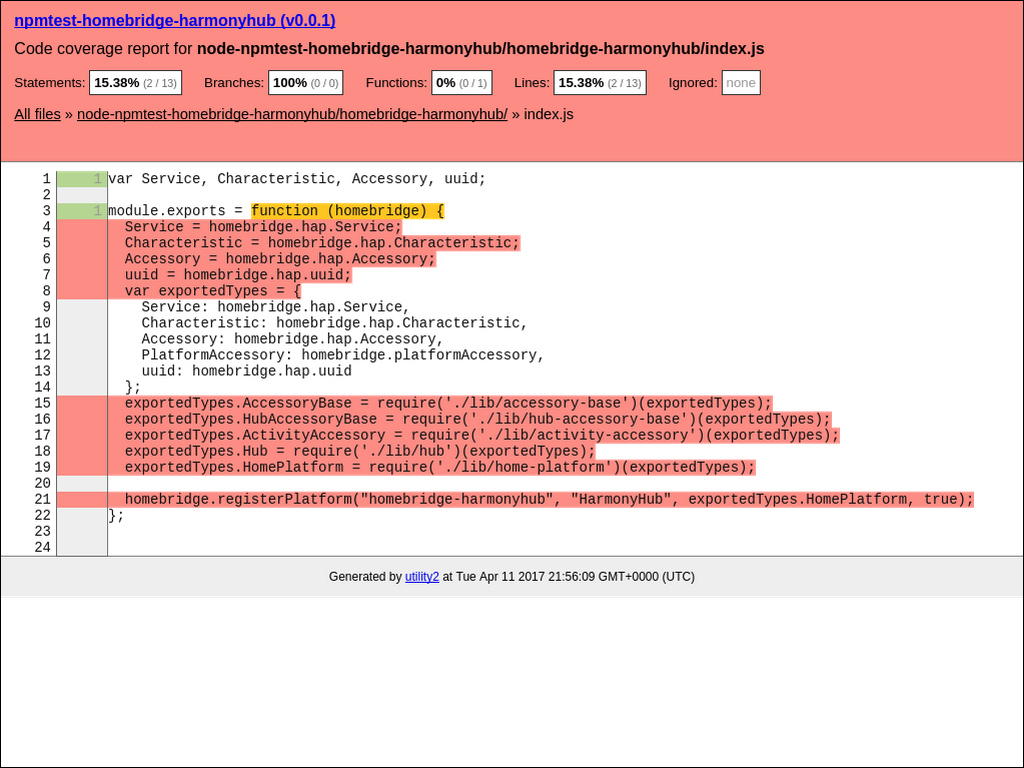 npmtest-homebridge-harmonyhub (v0.0.1)
Code coverage report for node-npmtest-homebridge-harmonyhub/homebridge-harmonyhub/index.js
Statements: 15.38% (2 / 13) Branches: 100% (0 / 0) Functions: 0% (0 / 1) Lines: 15.38% (2 / 13) Ignored: none
All files » node-npmtest-homebridge-harmonyhub/homebridge-harmonyhub/ » index.js
1 1 var Service, Characteristic, Accessory, uuid;
2
3 1 module.exports = function (homebridge) {
4   Service = homebridge.hap.Service;
5   Characteristic = homebridge.hap.Characteristic;
6   Accessory = homebridge.hap.Accessory;
7   uuid = homebridge.hap.uuid;
8   var exportedTypes = {
9     Service: homebridge.hap.Service,
10     Characteristic: homebridge.hap.Characteristic,
11     Accessory: homebridge.hap.Accessory,
12     PlatformAccessory: homebridge.platformAccessory,
13     uuid: homebridge.hap.uuid
14   };
15   exportedTypes.AccessoryBase = require('./lib/accessory-base')(exportedTypes);
16   exportedTypes.HubAccessoryBase = require('./lib/hub-accessory-base')(exportedTypes);
17   exportedTypes.ActivityAccessory = require('./lib/activity-accessory')(exportedTypes);
18   exportedTypes.Hub = require('./lib/hub')(exportedTypes);
19   exportedTypes.HomePlatform = require('./lib/home-platform')(exportedTypes);
20
21   homebridge.registerPlatform("homebridge-harmonyhub", "HarmonyHub", exportedTypes.HomePlatform, true);
22 };
23
24
Generated by utility2 at Tue Apr 11 2017 21:56:09 GMT+0000 (UTC)